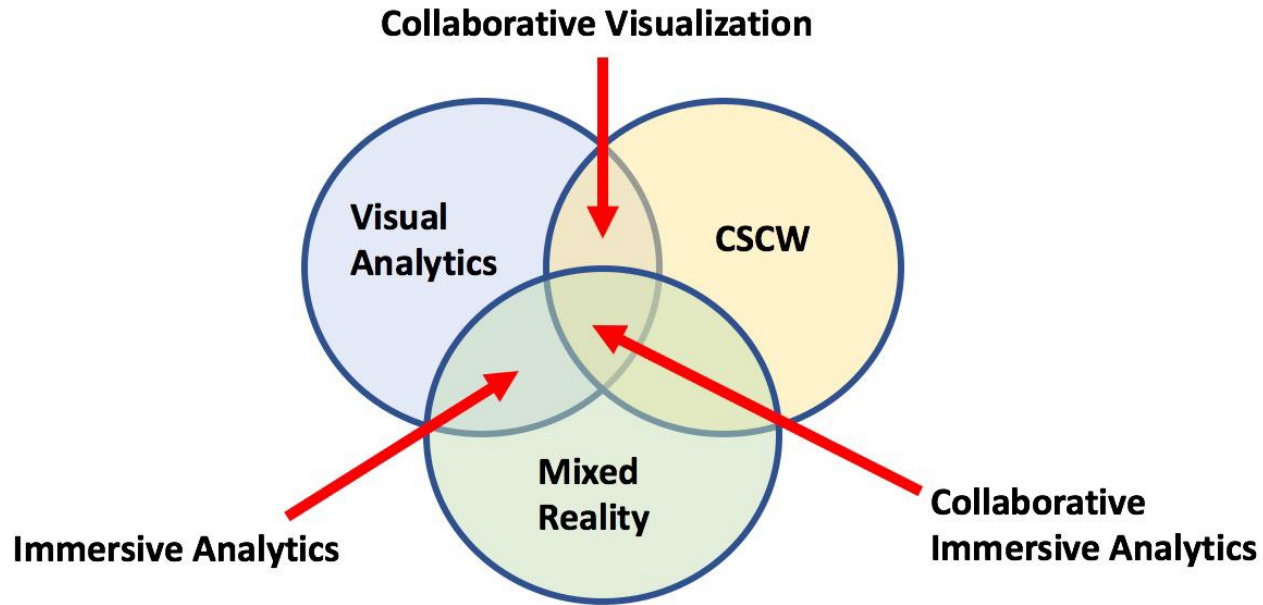 Collaborative Visualization
Visual
Analytics
CSCW
Mixed
Reality
Immersive Analytics
Collaborative
Immersive Analytics